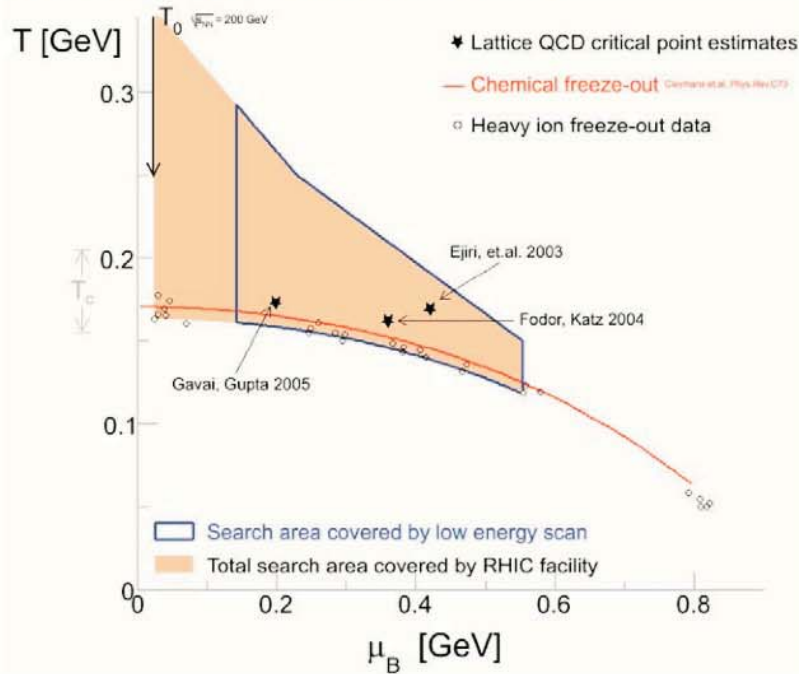 T₀ √sNN = 200 GeV
T [GeV]
★ Lattice QCD critical point estimates
Chemical freeze-out
Heavy ion freeze-out data
0.3
0.2
Tc
0.1
0
Ejiri, et.al. 2003
Fodor, Katz 2004
Gavai, Gupta 2005
Search area covered by low energy scan
Total search area covered by RHIC facility
0 0.2 0.4 0.6 0.8
μB [GeV]